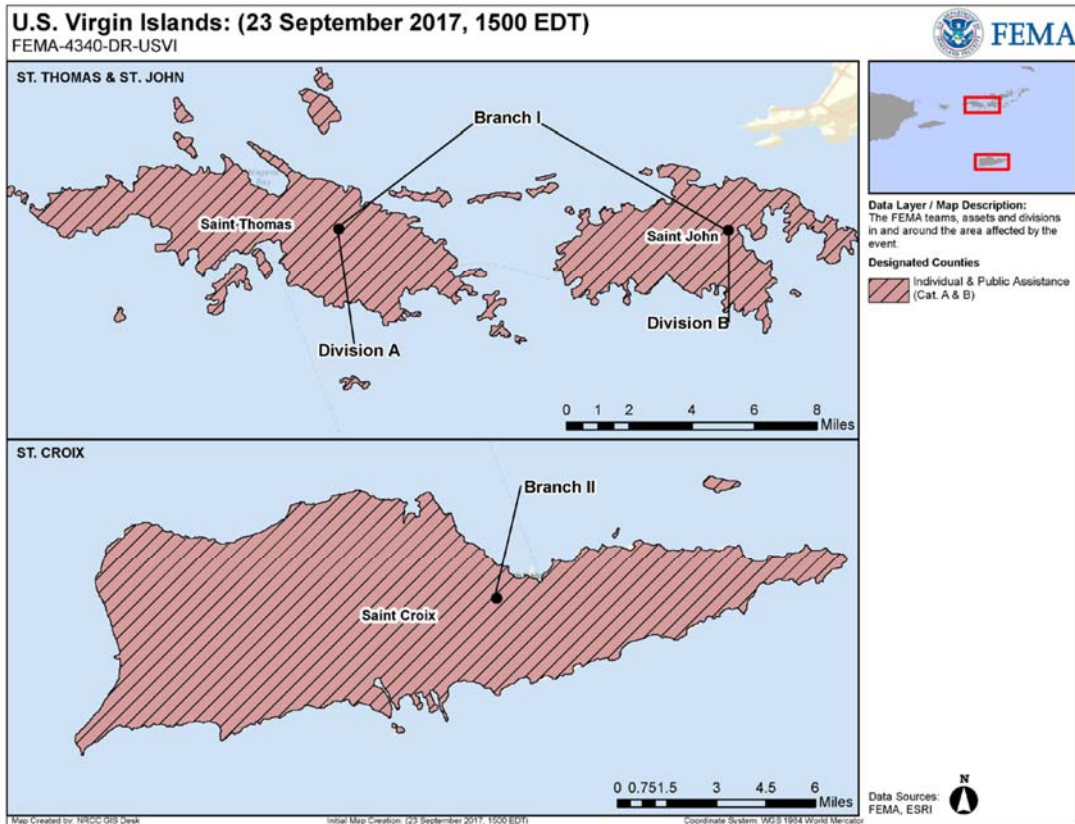 U.S. Virgin Islands: (23 September 2017, 1500 EDT)
FEMA-4340-DR-USVI
FEMA
ST. THOMAS & ST. JOHN
Branch I
Saint Thomas
Saint John
Division B
Division A
0 1 2 4 6 8
Miles
Data Layer / Map Description:
The FEMA teams, assets and divisions
in and around the area affected by the
event.
Designated Counties
Individual & Public Assistance
(Cat. A & B)
ST. CROIX
Branch II
Saint Croix
0 0.75 1.5 3 4.5 6
Miles
Data Sources:
FEMA, ESRI
N
Map Created by: NRCC GIS Desk
Initial Map Creation: (23 September 2017, 1500 EDT)
Coordinate System: WGS 1984 World Mercator